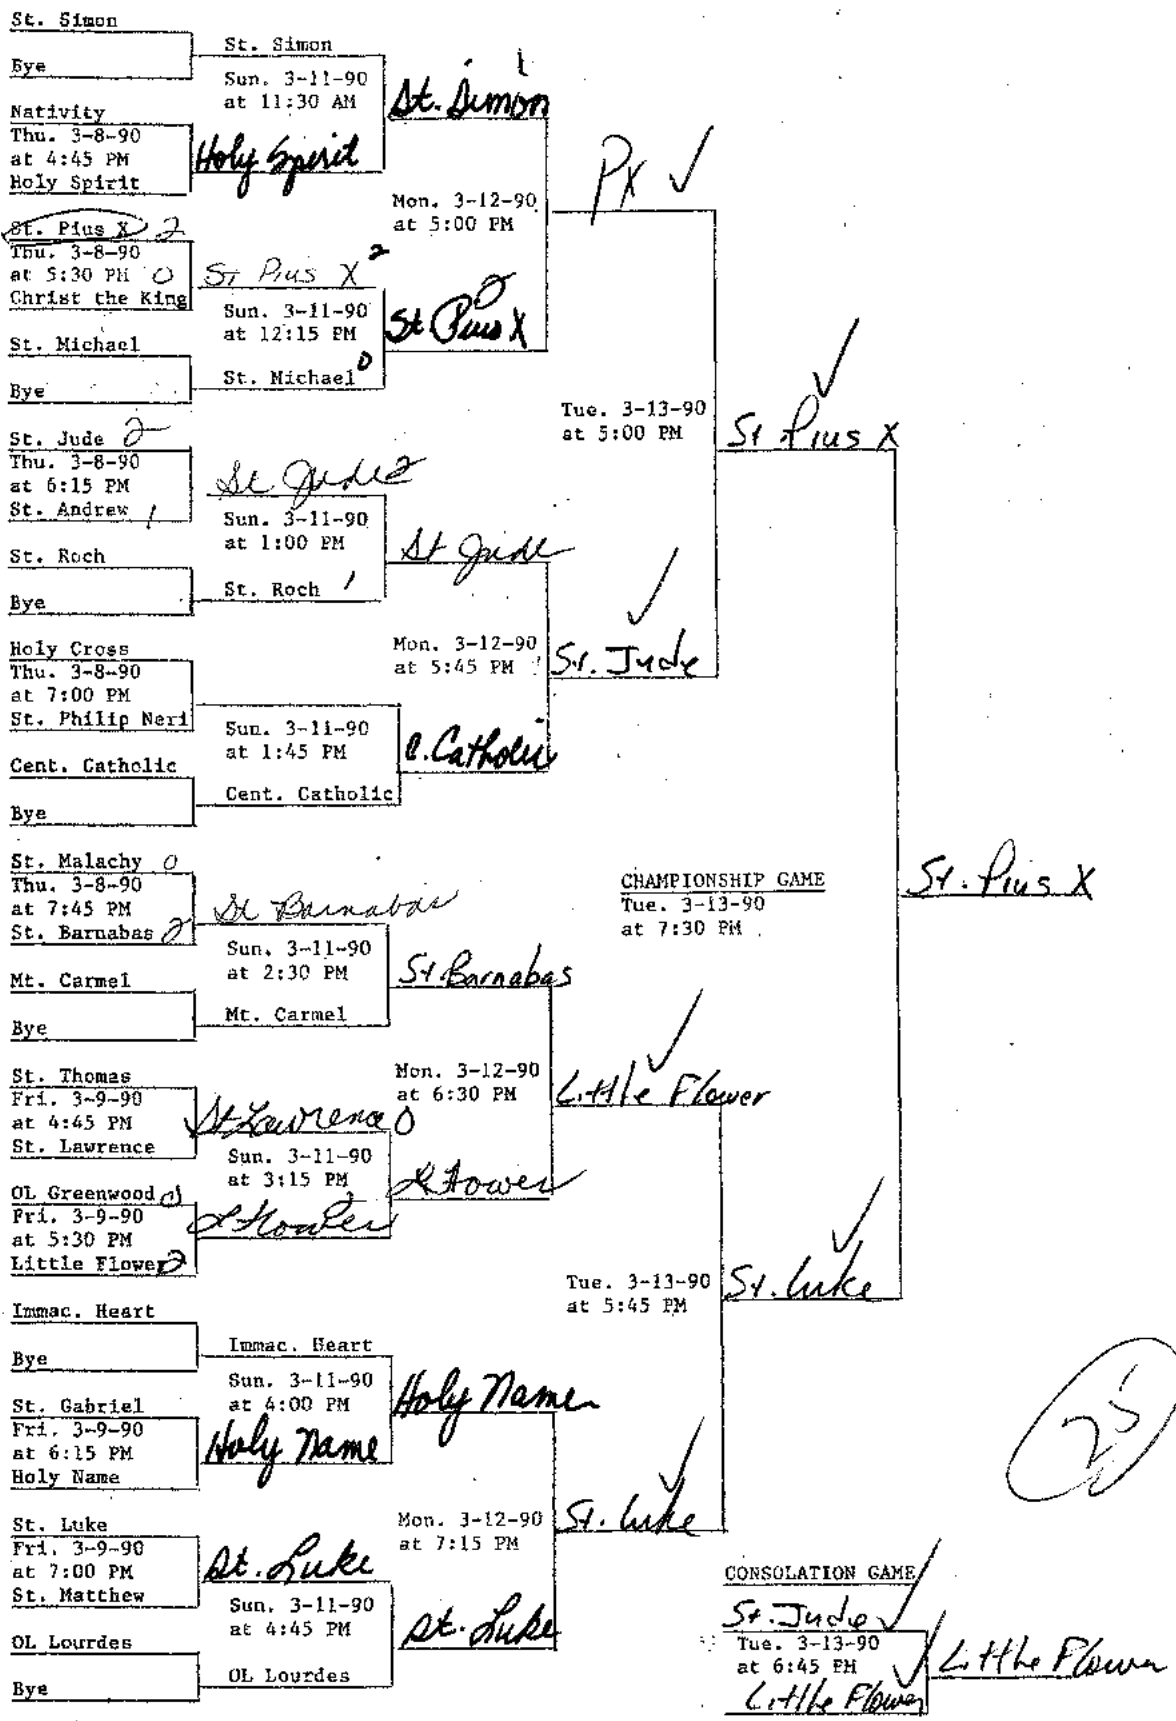 St. Simon
Bye
St. Simon
Sun. 3-11-90
at 11:30 AM
Nativity
Thu. 3-8-90
at 4:45 PM
Holy Spirit
Holy Spirit
St. Simon 1
Mon. 3-12-90
at 5:00 PM
St. Pius X 2
Thu. 3-8-90
at 5:30 PM 0
Christ the King
St Pius X 2
Sun. 3-11-90
at 12:15 PM
St. Michael
Bye
St. Michael 0
St Pius X 2
PX ✓
Tue. 3-13-90
at 5:00 PM
St. Jude 2
Thu. 3-8-90
at 6:15 PM
St. Andrew 1
St Jude 2
Sun. 3-11-90
at 1:00 PM
St. Roch
Bye
St. Roch 1
St Jude
Mon. 3-12-90
at 5:45 PM
Holy Cross
Thu. 3-8-90
at 7:00 PM
St. Philip Neri
Sun. 3-11-90
at 1:45 PM
Cent. Catholic
Bye
Cent. Catholic
C. Catholic
St. Jude ✓
St. Pius X ✓
CHAMPIONSHIP GAME
Tue. 3-13-90
at 7:30 PM
St. Pius X
St. Malachy 0
Thu. 3-8-90
at 7:45 PM
St. Barnabas 2
St Barnabas
Sun. 3-11-90
at 2:30 PM
Mt. Carmel
Bye
Mt. Carmel
St. Barnabas
Mon. 3-12-90
at 6:30 PM
St. Thomas
Fri. 3-9-90
at 4:45 PM
St. Lawrence
St Lawrence 0
Sun. 3-11-90
at 3:15 PM
OL Greenwood
Fri. 3-9-90
at 5:30 PM
Little Flower 2
L Flower 2
L Flower
Little Flower ✓
Tue. 3-13-90
at 5:45 PM
Immac. Heart
Bye
Immac. Heart
Sun. 3-11-90
at 4:00 PM
St. Gabriel
Fri. 3-9-90
at 6:15 PM
Holy Name
Holy Name
Holy Name
Mon. 3-12-90
at 7:15 PM
St. Luke
Fri. 3-9-90
at 7:00 PM
St. Matthew
St. Luke
Sun. 3-11-90
at 4:45 PM
OL Lourdes
Bye
OL Lourdes
St. Luke
St. Luke ✓
St. Luke ✓
CONSOLATION GAME
St. Jude ✓
Tue. 3-13-90
at 6:45 PM
Little Flower ✓
Little Flower